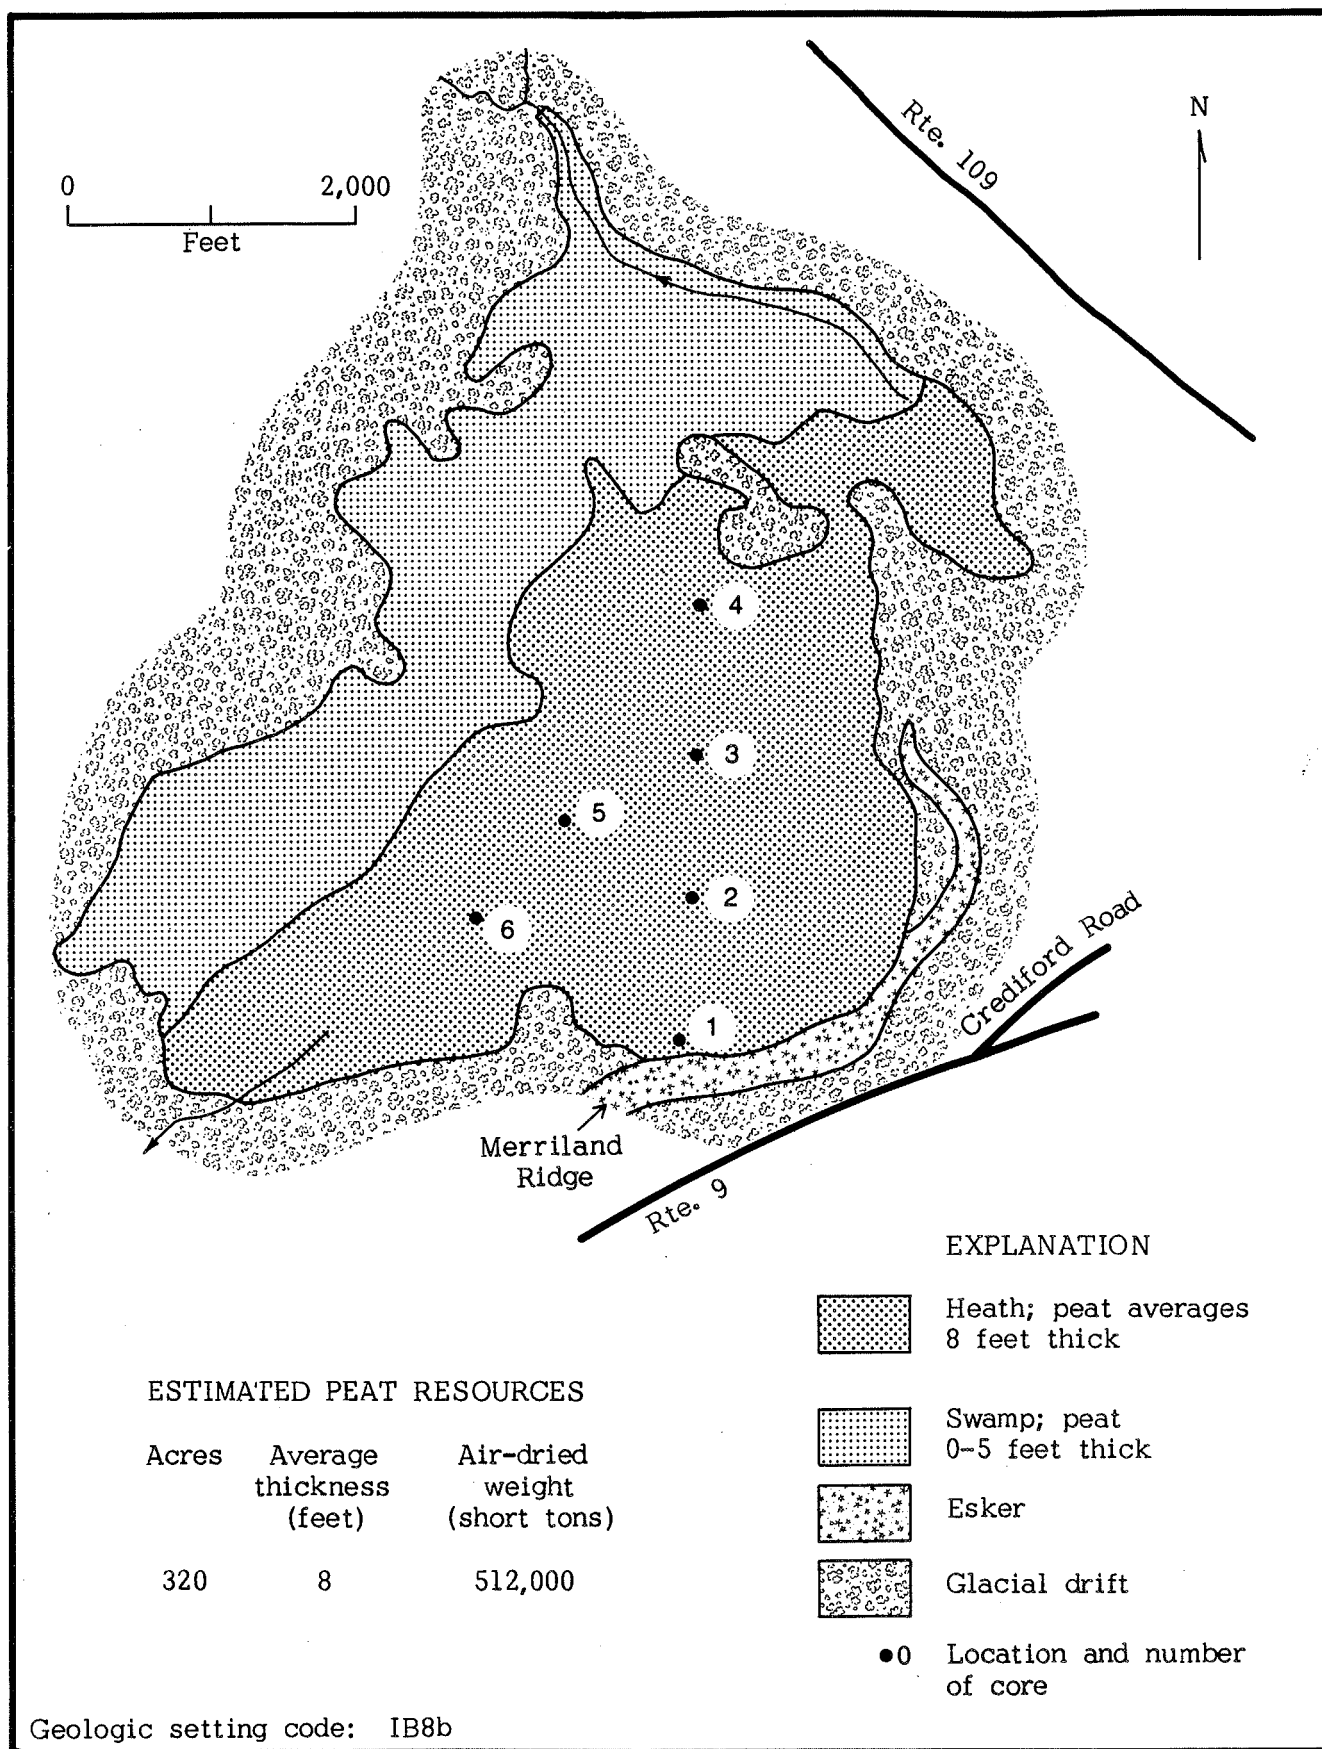 N
Rte. 109
0 2,000
Feet
4
3
5
2
6
1
Crediford Road
Merriland
Ridge
Rte. 9
EXPLANATION
Heath; peat averages
8 feet thick
Swamp; peat
0-5 feet thick
Esker
Glacial drift
0 Location and number
of core
ESTIMATED PEAT RESOURCES
Acres Average Air-dried
thickness weight
(feet) (short tons)
320 8 512,000
Geologic setting code: IB8b